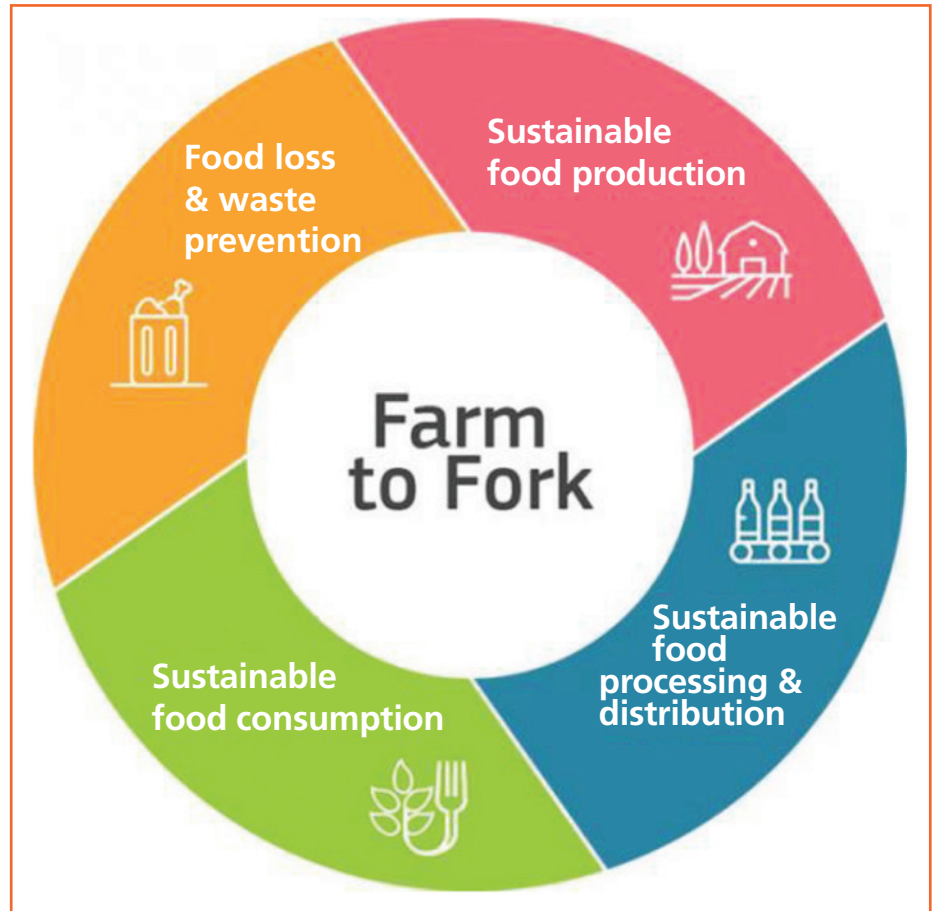 Food loss
& waste
prevention
Sustainable
food production
Farm
to Fork
Sustainable
food
processing &
distribution
Sustainable
food consumption